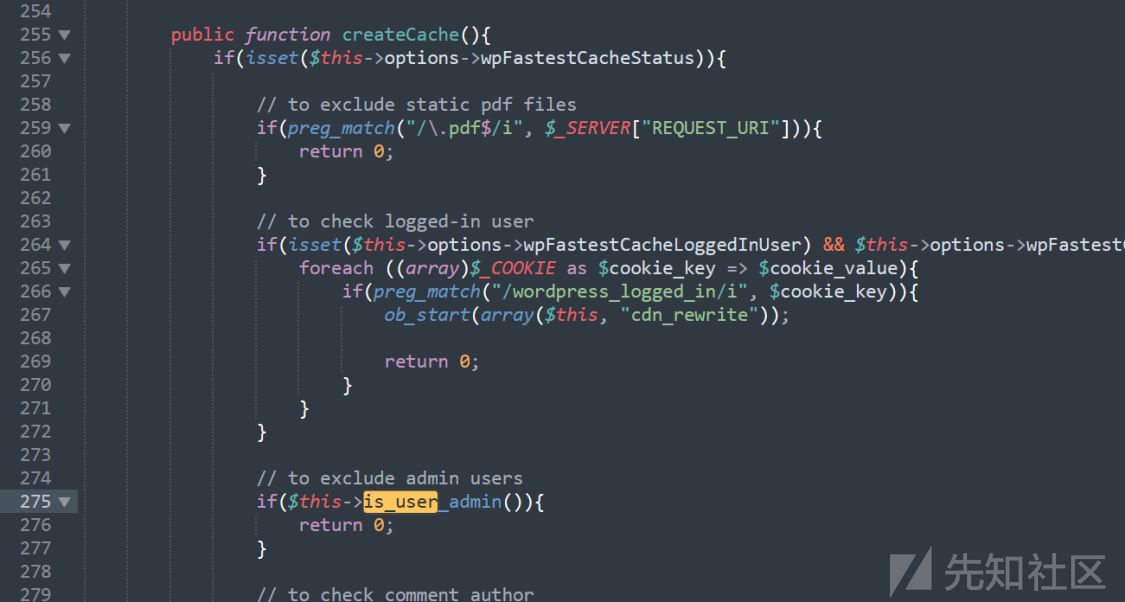 254
255 public function createCache(){
256 if(isset($this->options->wpFastestCacheStatus)){
257
258 // to exclude static pdf files
259 if(preg_match("/\.pdf$/i", $_SERVER["REQUEST_URI"])){
260 return 0;
261 }
262
263 // to check logged-in user
264 if(isset($this->options->wpFastestCacheLoggedInUser) && $this->options->wpFastest
265 foreach ((array)$_COOKIE as $cookie_key => $cookie_value){
266 if(preg_match("/wordpress_logged_in/i", $cookie_key)){
267 ob_start(array($this, "cdn_rewrite"));
268
269 return 0;
270 }
271 }
272 }
273
274 // to exclude admin users
275 if($this->is_user_admin()){
276 return 0;
277 }
278
279 // to check comment author
先知社区